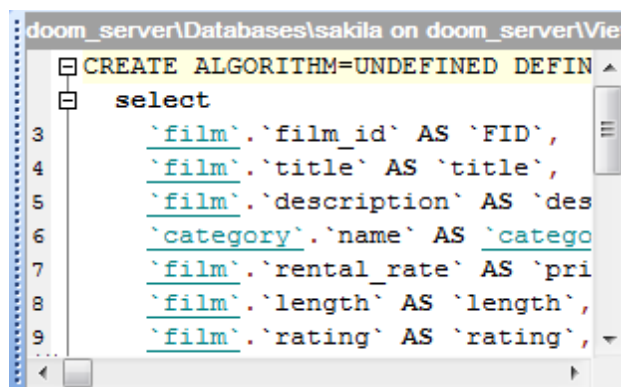 doom_server\Databases\sakila on doom_server\Vie
CREATE ALGORITHM=UNDEFINED DEFIN
select
3 `film`.`film_id` AS `FID`,
4 `film`.`title` AS `title`,
5 `film`.`description` AS `des
6 `category`.`name` AS `catego
7 `film`.`rental_rate` AS `pri
8 `film`.`length` AS `length`,
9 `film`.`rating` AS `rating`,